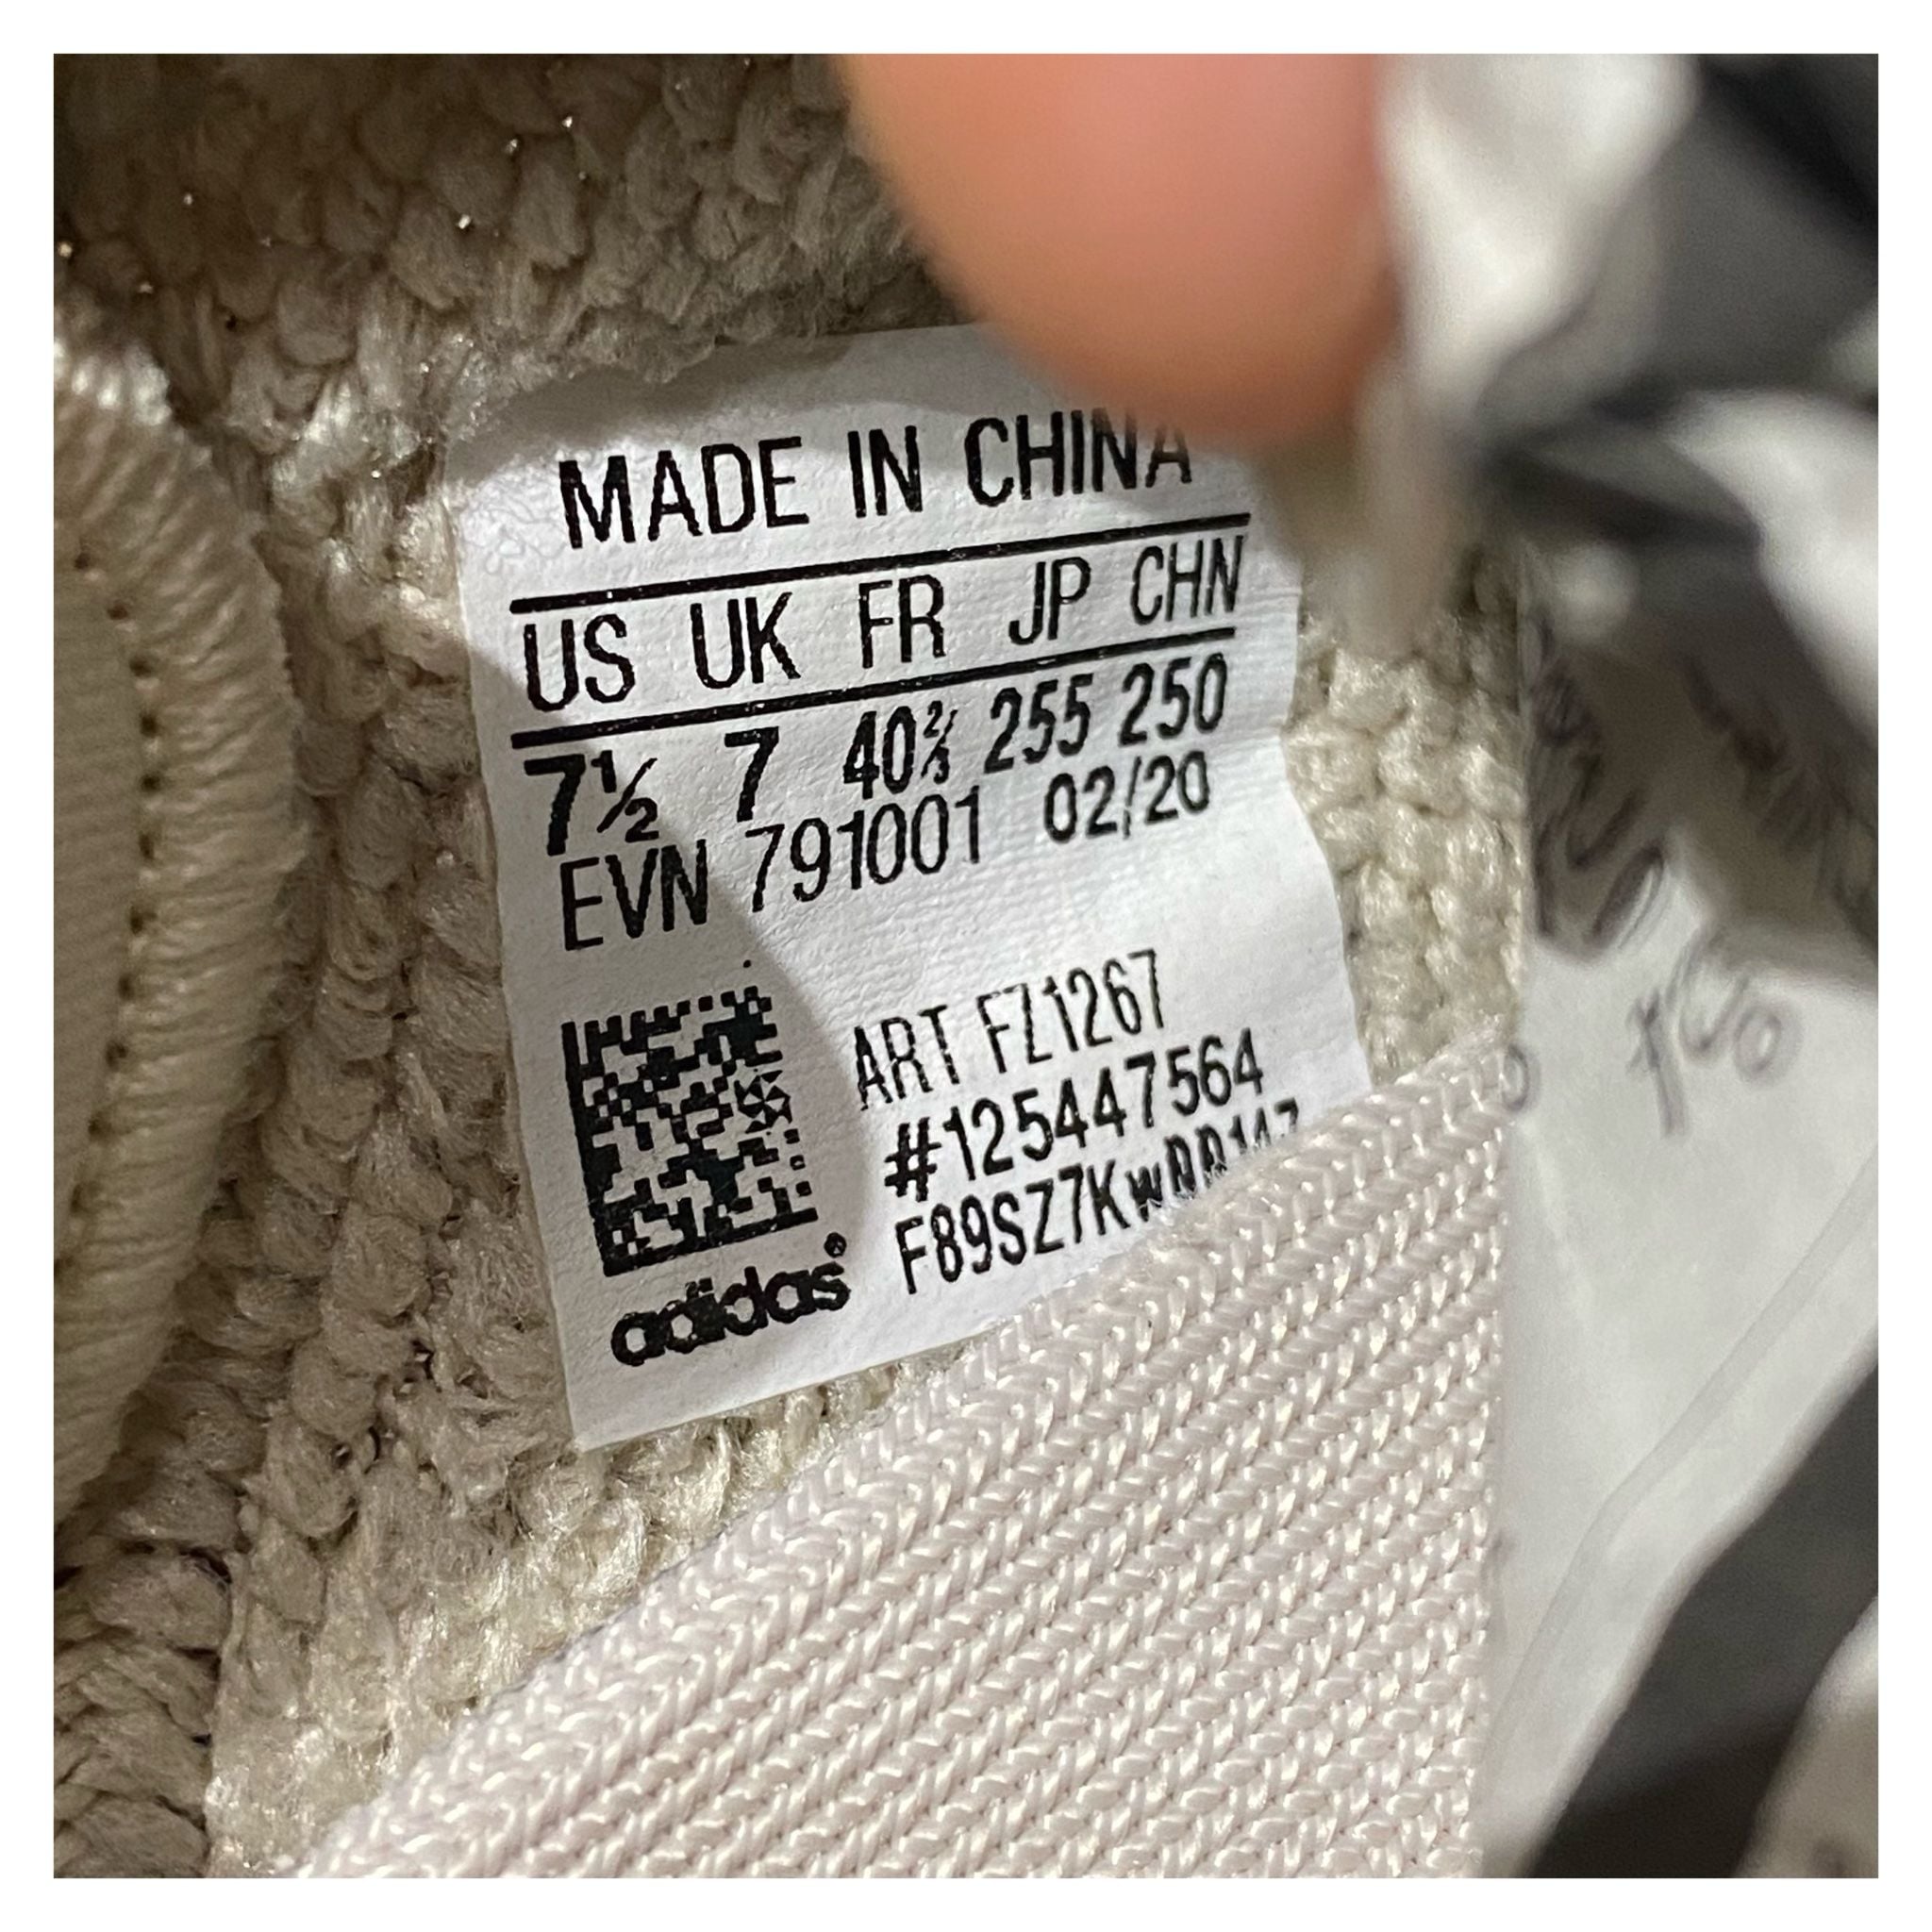 MADE IN CHINA
US UK FR JP CHN
7½ 7 40⅔ 255 250
EVN 791001 02/20
ART FZ1267
#125447564
adidas®